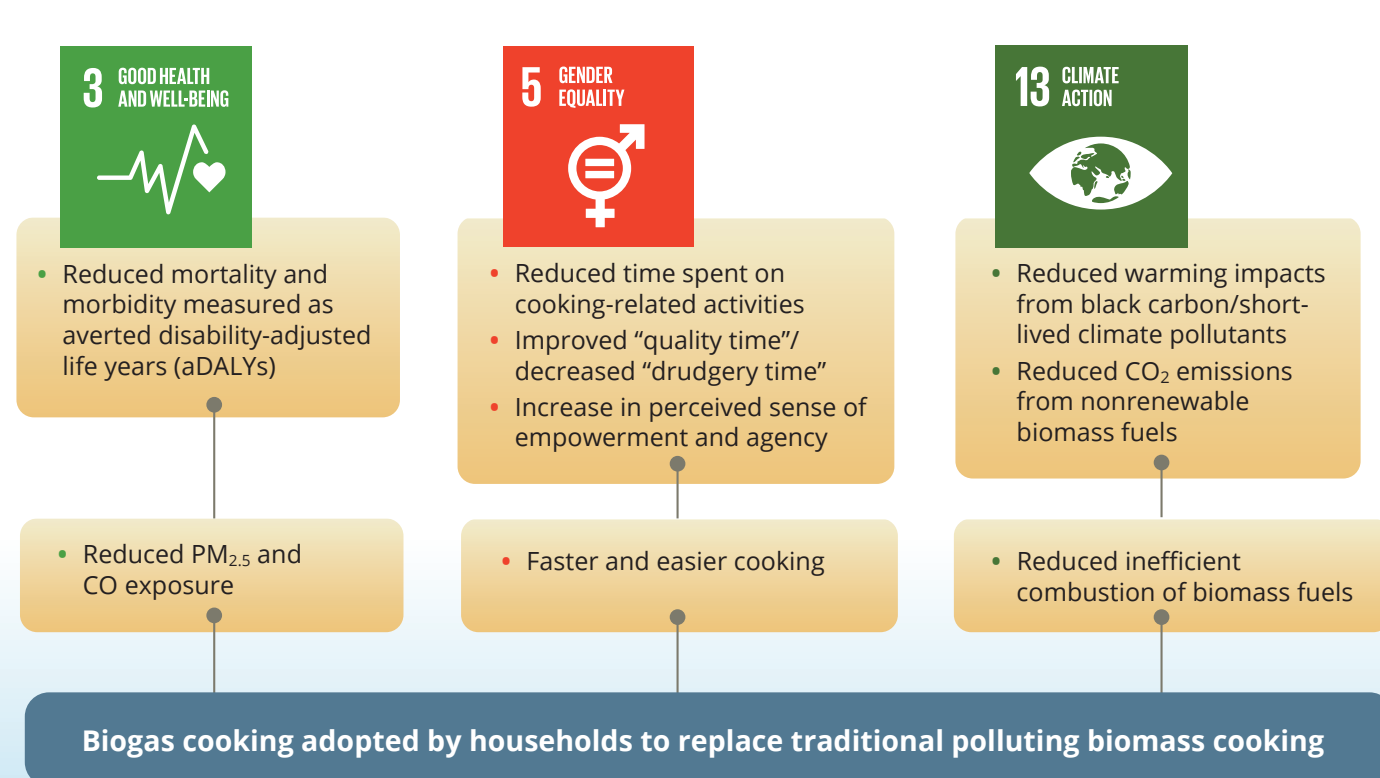 3 GOOD HEALTH
AND WELL-BEING
• Reduced mortality and
morbidity measured as
averted disability-adjusted
life years (aDALYs)
• Reduced PM2.5 and
CO exposure
5 GENDER
EQUALITY
• Reduced time spent on
cooking-related activities
• Improved “quality time”/
decreased “drudgery time”
• Increase in perceived sense of
empowerment and agency
• Faster and easier cooking
13 CLIMATE
ACTION
• Reduced warming impacts
from black carbon/short-
lived climate pollutants
• Reduced CO2 emissions
from nonrenewable
biomass fuels
• Reduced inefficient
combustion of biomass fuels
Biogas cooking adopted by households to replace traditional polluting biomass cooking